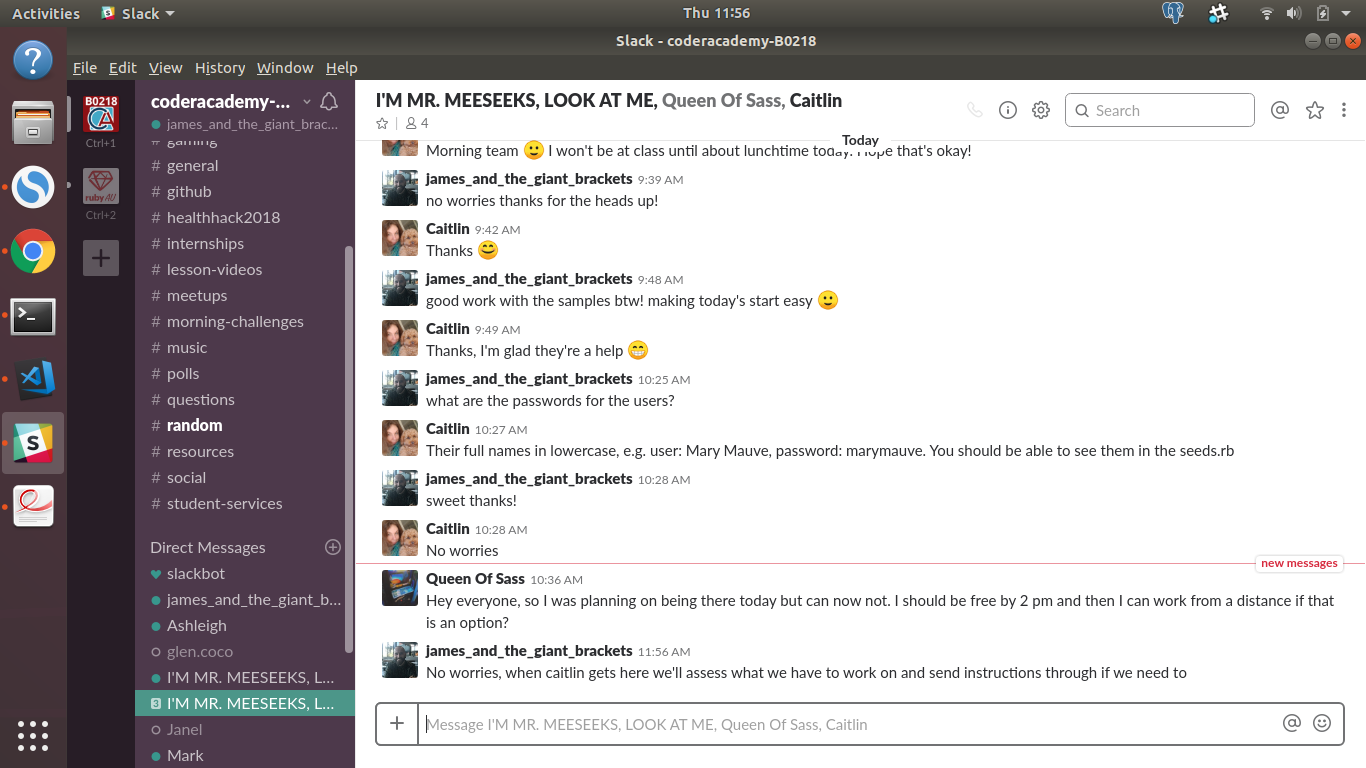 Activities
Slack
Thu 11:56
Slack - coderacademy-B0218
File Edit View History Window Help
B0218
Ctrl+1
ruby AU
Ctrl+2
coderacademy-...
james_and_the_giant_brac...
# gaming
# general
# github
# healthhack2018
# internships
# lesson-videos
# meetups
# morning-challenges
# music
# polls
# questions
# random
# resources
# social
# student-services
Direct Messages
slackbot
james_and_the_giant_b...
Ashleigh
glen.coco
I'M MR. MEESEEKS, L...
3 I'M MR. MEESEEKS, L...
Janel
Mark
I'M MR. MEESEEKS, LOOK AT ME, Queen Of Sass, Caitlin
4
Search
Today
Morning team 🙂 I won't be at class until about lunchtime today. Hope that's okay!
james_and_the_giant_brackets 9:39 AM
no worries thanks for the heads up!
Caitlin 9:42 AM
Thanks 😊
james_and_the_giant_brackets 9:48 AM
good work with the samples btw! making today's start easy 🙂
Caitlin 9:49 AM
Thanks, I'm glad they're a help 😁
james_and_the_giant_brackets 10:25 AM
what are the passwords for the users?
Caitlin 10:27 AM
Their full names in lowercase, e.g. user: Mary Mauve, password: marymauve. You should be able to see them in the seeds.rb
james_and_the_giant_brackets 10:28 AM
sweet thanks!
Caitlin 10:28 AM
No worries
new messages
Queen Of Sass 10:36 AM
Hey everyone, so I was planning on being there today but can now not. I should be free by 2 pm and then I can work from a distance if that
is an option?
james_and_the_giant_brackets 11:56 AM
No worries, when caitlin gets here we'll assess what we have to work on and send instructions through if we need to
Message I'M MR. MEESEEKS, LOOK AT ME, Queen Of Sass, Caitlin